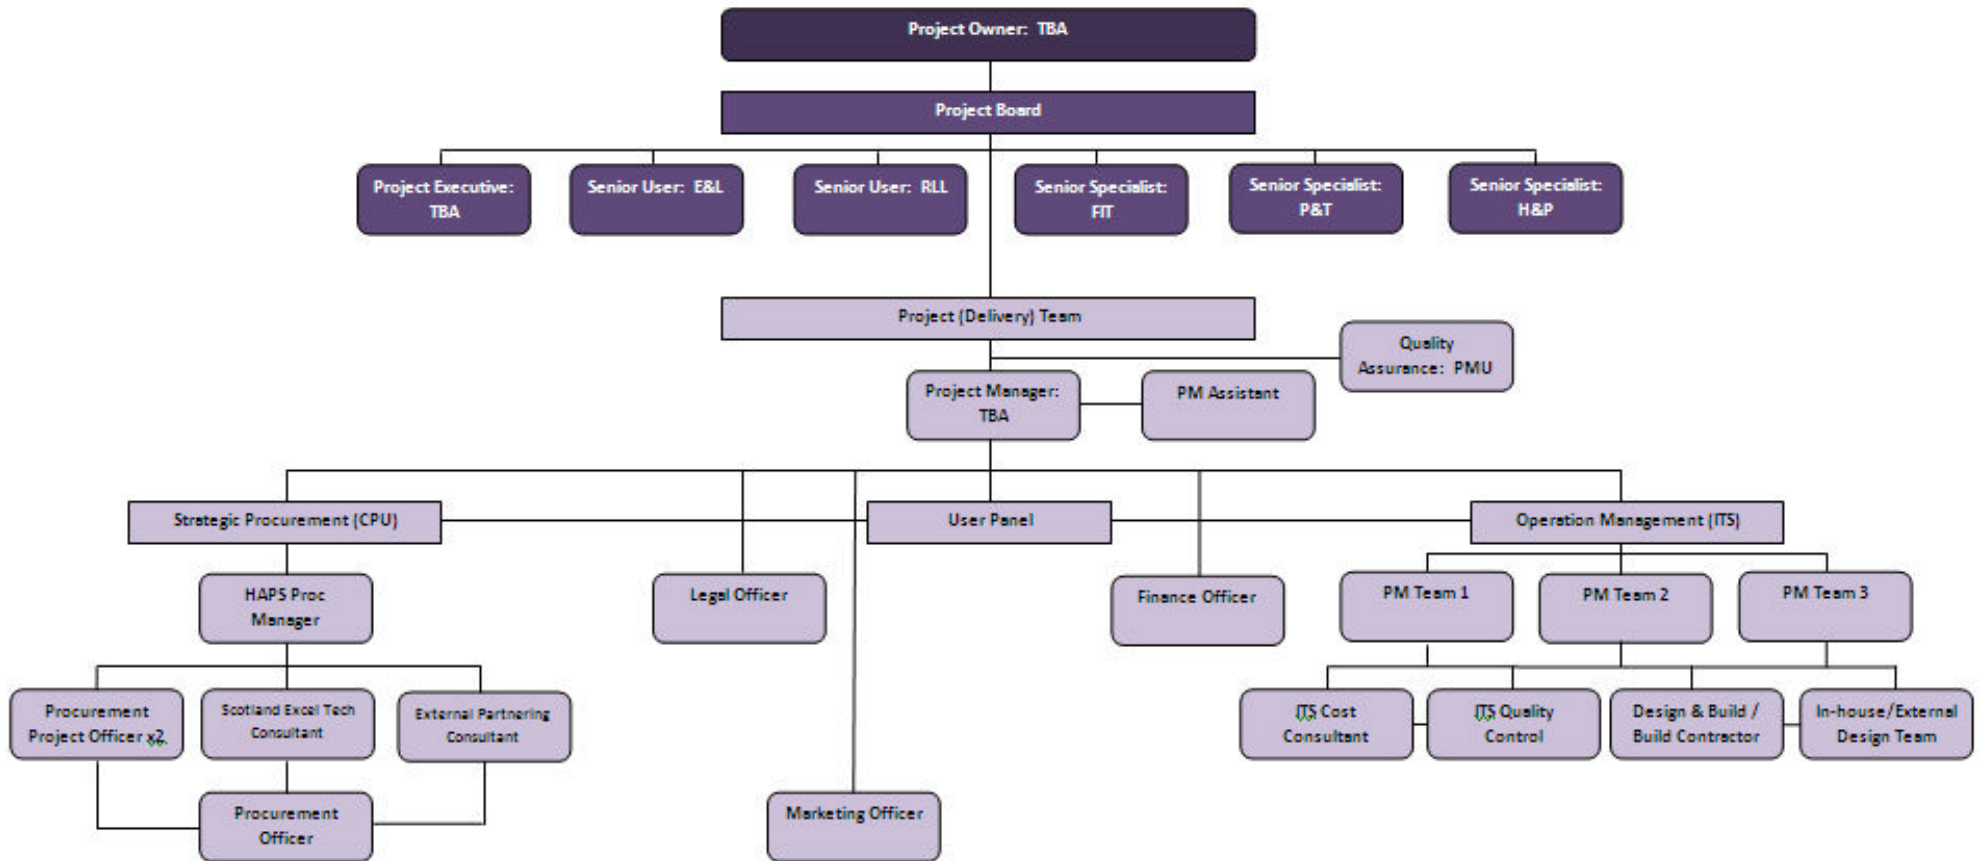 Project Owner: TBA
Project Board
Project Executive:
TBA
Senior User: E&L
Senior User: RLL
Senior Specialist:
FIT
Senior Specialist:
P&T
Senior Specialist:
H&P
Project (Delivery) Team
Quality
Assurance: PMU
Project Manager:
TBA
PM Assistant
Strategic Procurement (CPU)
User Panel
Operation Management (ITS)
HAPS Proc
Manager
Legal Officer
Finance Officer
PM Team 1
PM Team 2
PM Team 3
Procurement
Project Officer x2
Scotland Excel Tech
Consultant
External Partnering
Consultant
ITS Cost
Consultant
ITS Quality
Control
Design & Build /
Build Contractor
In-house/External
Design Team
Procurement
Officer
Marketing Officer